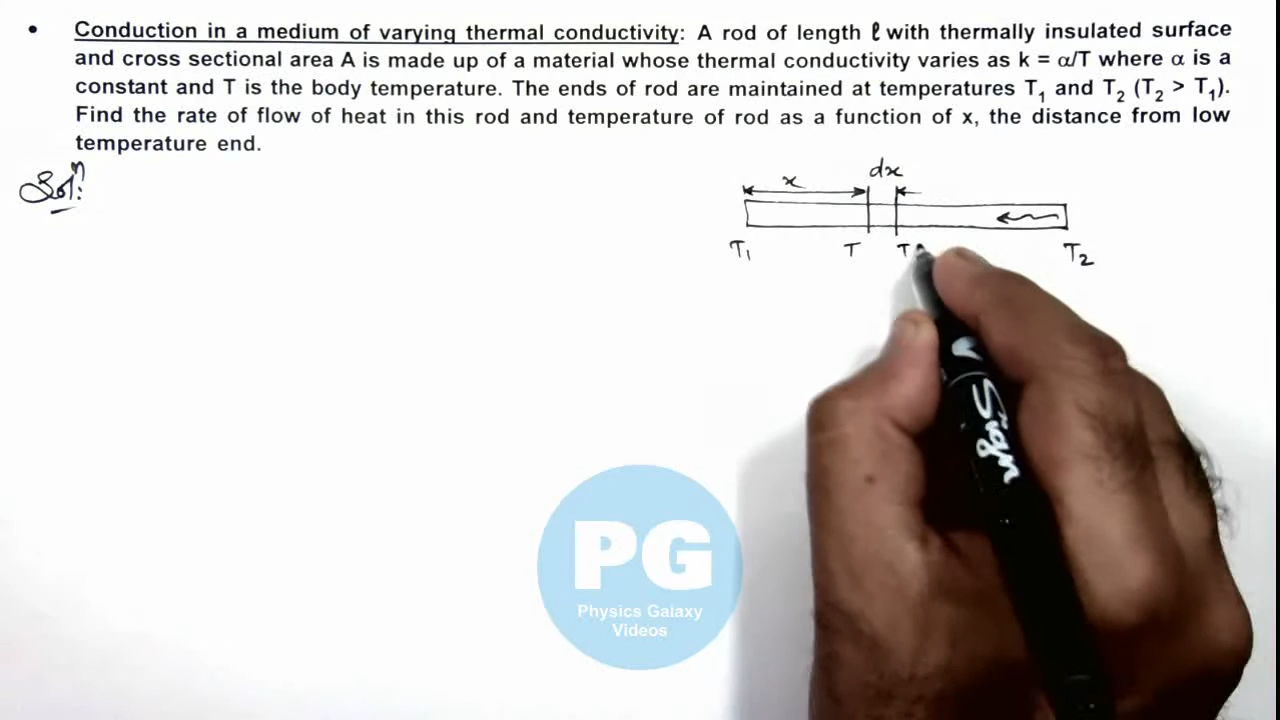 • Conduction in a medium of varying thermal conductivity: A rod of length ℓ with thermally insulated surface
and cross sectional area A is made up of a material whose thermal conductivity varies as k = α/T where α is a
constant and T is the body temperature. The ends of rod are maintained at temperatures T₁ and T₂ (T₂ > T₁).
Find the rate of flow of heat in this rod and temperature of rod as a function of x, the distance from low
temperature end.
Solⁿ:
dx
x
T₁ T T T₂
Sign
PG
Physics Galaxy
Videos